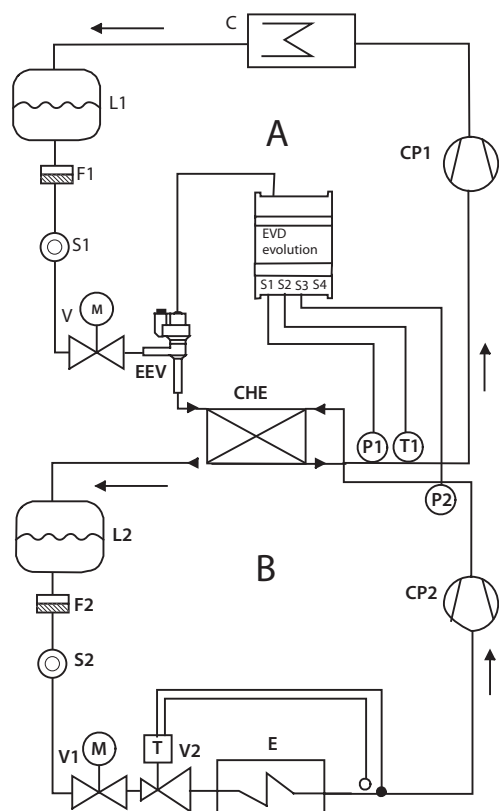 C
L1
A
CP1
F1
EVD
evolution
S1
S1 S2 S3 S4
V
M
EEV
CHE
P1
T1
P2
L2
B
CP2
F2
S2
V1
M
T
V2
E